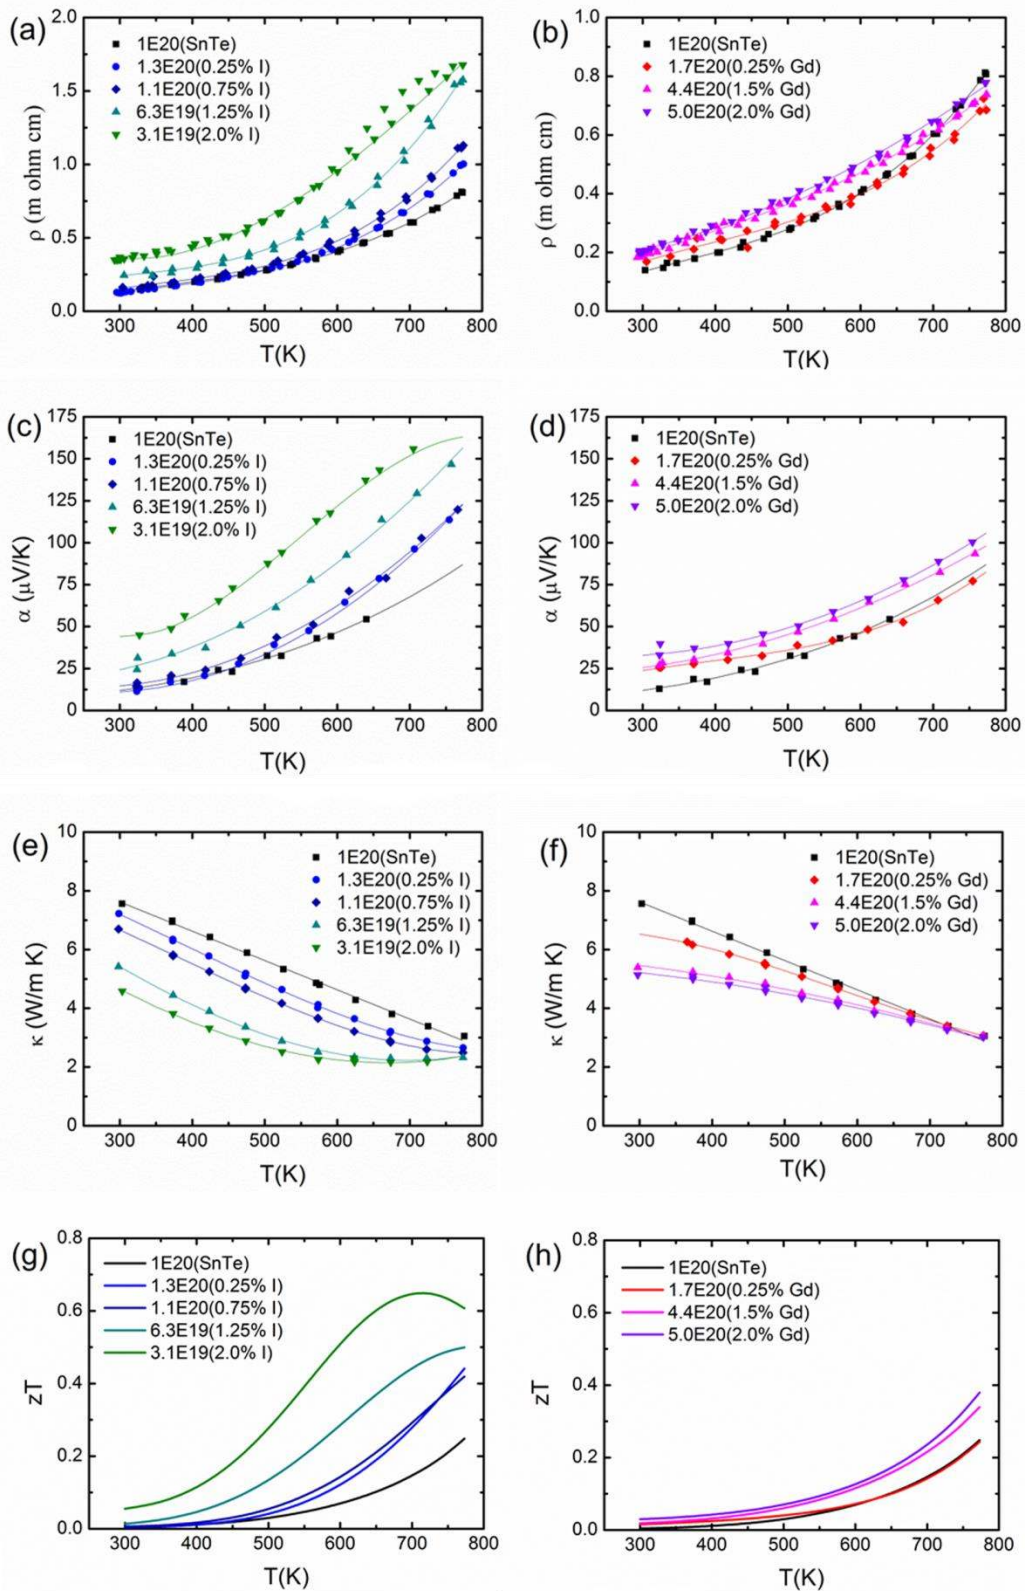 (a)
2.0
1.5
1.0
0.5
0.0
ρ (m ohm cm)
1E20(SnTe)
1.3E20(0.25% I)
1.1E20(0.75% I)
6.3E19(1.25% I)
3.1E19(2.0% I)
300 400 500 600 700 800
T(K)
(b)
1.0
0.8
0.6
0.4
0.2
0.0
ρ (m ohm cm)
1E20(SnTe)
1.7E20(0.25% Gd)
4.4E20(1.5% Gd)
5.0E20(2.0% Gd)
300 400 500 600 700 800
T(K)
(c)
175
150
125
100
75
50
25
0
α (μV/K)
1E20(SnTe)
1.3E20(0.25% I)
1.1E20(0.75% I)
6.3E19(1.25% I)
3.1E19(2.0% I)
300 400 500 600 700 800
T(K)
(d)
175
150
125
100
75
50
25
0
α (μV/K)
1E20(SnTe)
1.7E20(0.25% Gd)
4.4E20(1.5% Gd)
5.0E20(2.0% Gd)
300 400 500 600 700 800
T(K)
(e)
10
8
6
4
2
0
κ (W/m K)
1E20(SnTe)
1.3E20(0.25% I)
1.1E20(0.75% I)
6.3E19(1.25% I)
3.1E19(2.0% I)
300 400 500 600 700 800
T(K)
(f)
10
8
6
4
2
0
κ (W/m K)
1E20(SnTe)
1.7E20(0.25% Gd)
4.4E20(1.5% Gd)
5.0E20(2.0% Gd)
300 400 500 600 700 800
T(K)
(g)
0.8
0.6
0.4
0.2
0.0
zT
1E20(SnTe)
1.3E20(0.25% I)
1.1E20(0.75% I)
6.3E19(1.25% I)
3.1E19(2.0% I)
300 400 500 600 700 800
T(K)
(h)
0.8
0.6
0.4
0.2
0.0
zT
1E20(SnTe)
1.7E20(0.25% Gd)
4.4E20(1.5% Gd)
5.0E20(2.0% Gd)
300 400 500 600 700 800
T(K)